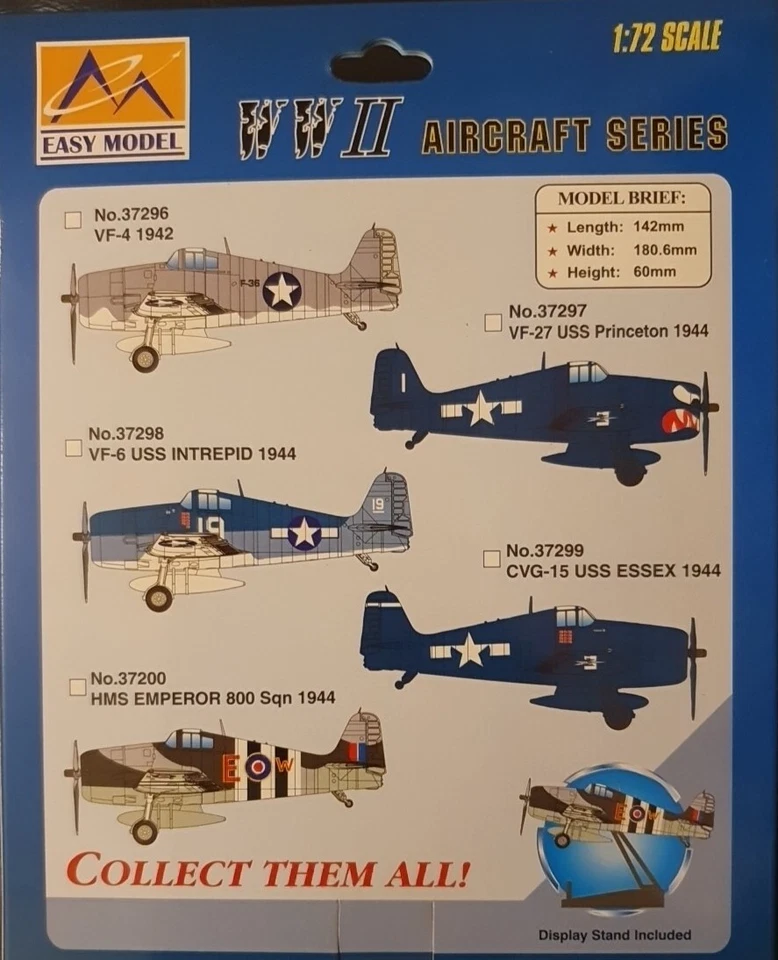 1:72 SCALE
EASY MODEL
WWII AIRCRAFT SERIES
No.37296
VF-4 1942
F-36
MODEL BRIEF:
★ Length: 142mm
★ Width: 180.6mm
★ Height: 60mm
No.37297
VF-27 USS Princeton 1944
1
No.37298
VF-6 USS INTREPID 1944
19
19
No.37299
CVG-15 USS ESSEX 1944
No.37200
HMS EMPEROR 800 Sqn 1944
E W
E W
COLLECT THEM ALL!
Display Stand Included